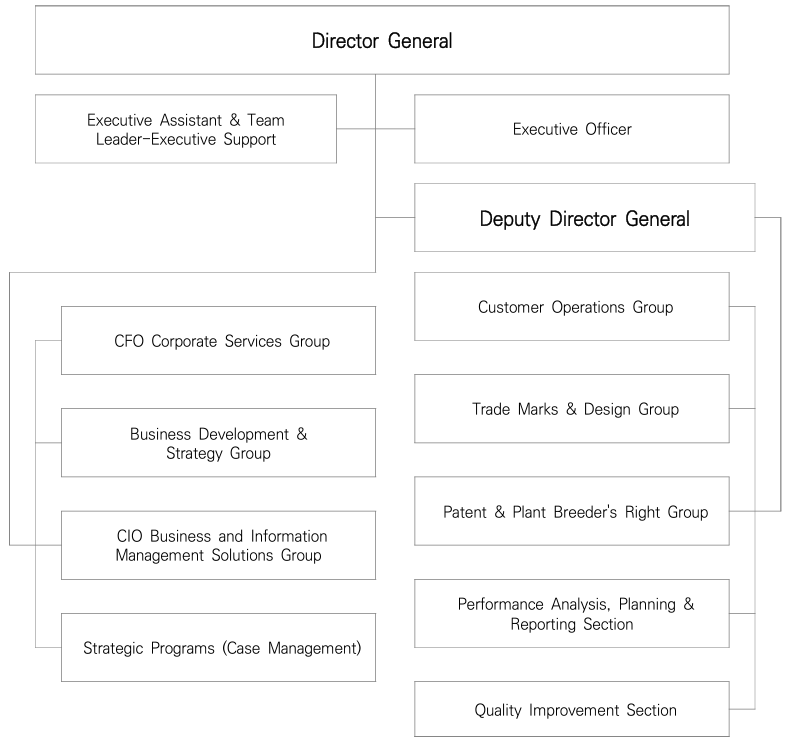 Director General
Executive Assistant & Team
Leader-Executive Support
Executive Officer
Deputy Director General
CFO Corporate Services Group
Business Development &
Strategy Group
CIO Business and Information
Management Solutions Group
Strategic Programs (Case Management)
Customer Operations Group
Trade Marks & Design Group
Patent & Plant Breeder's Right Group
Performance Analysis, Planning &
Reporting Section
Quality Improvement Section